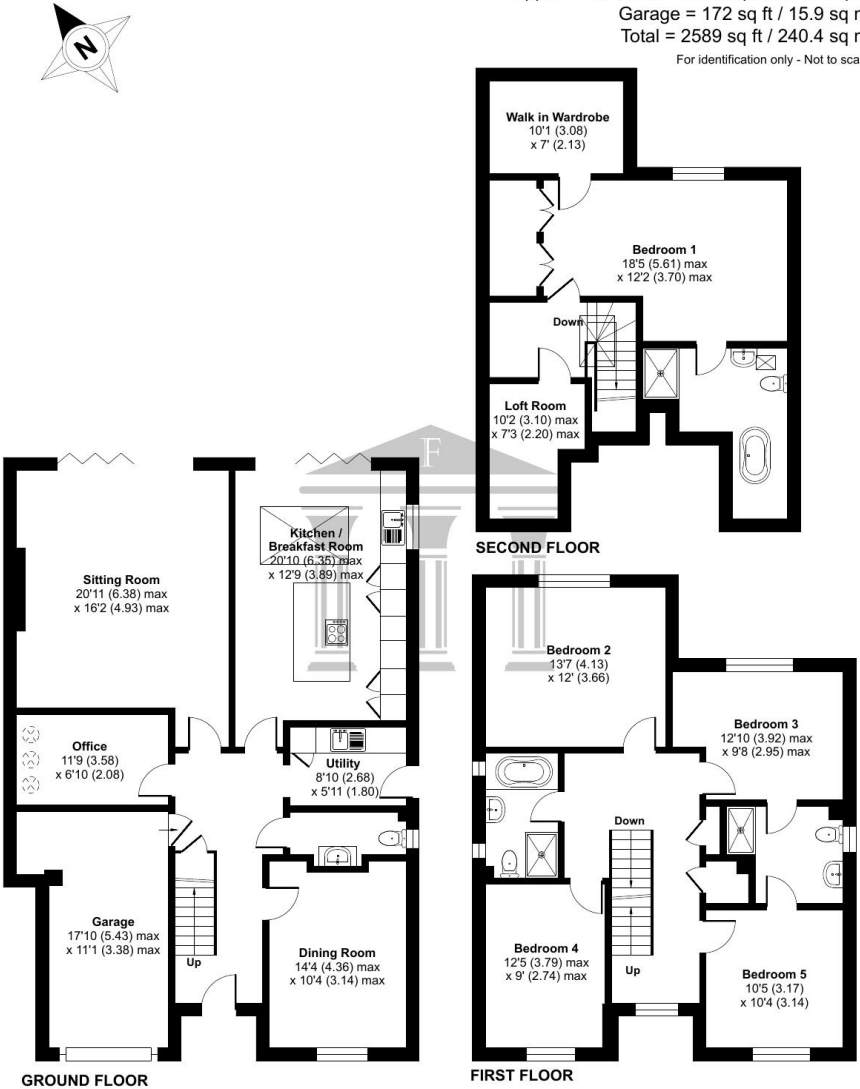 Garage = 172 sq ft / 15.9 sq
Total = 2589 sq ft / 240.4 sq
For identification only - Not to sca
N
Walk in Wardrobe
10'1 (3.08)
x 7' (2.13)
Bedroom 1
18'5 (5.61) max
x 12'2 (3.70) max
Down
Loft Room
10'2 (3.10) max
x 7'3 (2.20) max
F
SECOND FLOOR
Kitchen /
Breakfast Room
20'10 (6.35) max
x 12'9 (3.89) max
Sitting Room
20'11 (6.38) max
x 16'2 (4.93) max
Office
11'9 (3.58)
x 6'10 (2.08)
Utility
8'10 (2.68)
x 5'11 (1.80)
Garage
17'10 (5.43) max
x 11'1 (3.38) max
Up
Dining Room
14'4 (4.36) max
x 10'4 (3.14) max
GROUND FLOOR
Bedroom 2
13'7 (4.13)
x 12' (3.66)
Bedroom 3
12'10 (3.92) max
x 9'8 (2.95) max
Down
Bedroom 4
12'5 (3.79) max
x 9' (2.74) max
Up
Bedroom 5
10'5 (3.17)
x 10'4 (3.14)
FIRST FLOOR